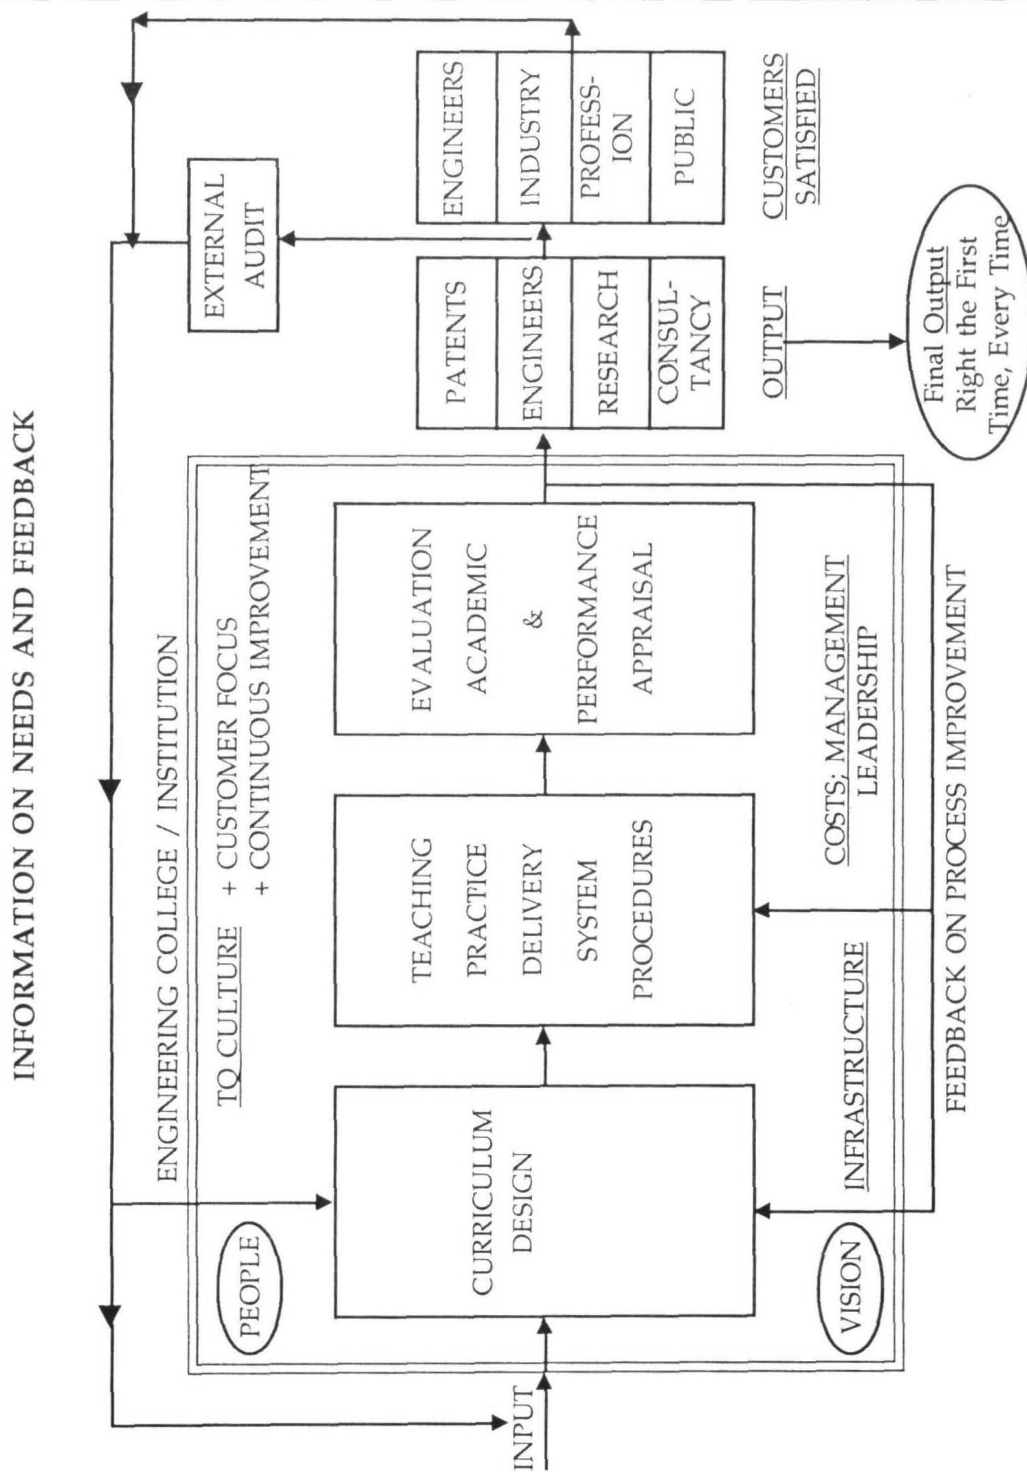 INFORMATION ON NEEDS AND FEEDBACK
ENGINEERING COLLEGE / INSTITUTION
TQ CULTURE + CUSTOMER FOCUS
+ CONTINUOUS IMPROVEMENT
PEOPLE
INPUT
CURRICULUM
DESIGN
TEACHING
PRACTICE
DELIVERY
SYSTEM
PROCEDURES
EVALUATION
ACADEMIC
&
PERFORMANCE
APPRAISAL
VISION
INFRASTRUCTURE
COSTS; MANAGEMENT
LEADERSHIP
FEEDBACK ON PROCESS IMPROVEMENT
EXTERNAL
AUDIT
PATENTS
ENGINEERS
RESEARCH
CONSUL-
TANCY
OUTPUT
Final Output
Right the First
Time, Every Time
ENGINEERS
INDUSTRY
PROFESS-
ION
PUBLIC
CUSTOMERS
SATISFIED